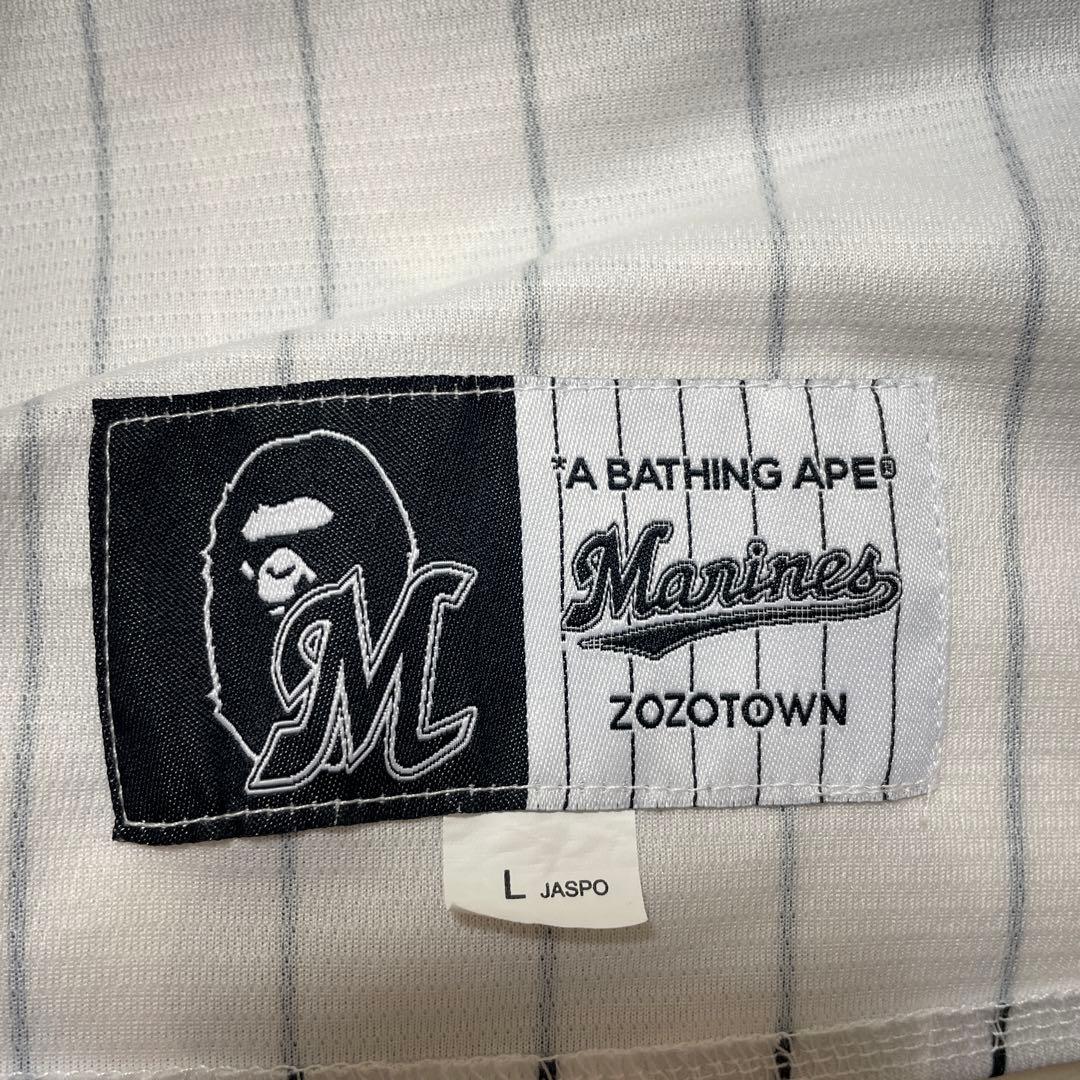 M
*A BATHING APE®
Marines
ZOZOTOWN
L JASPO